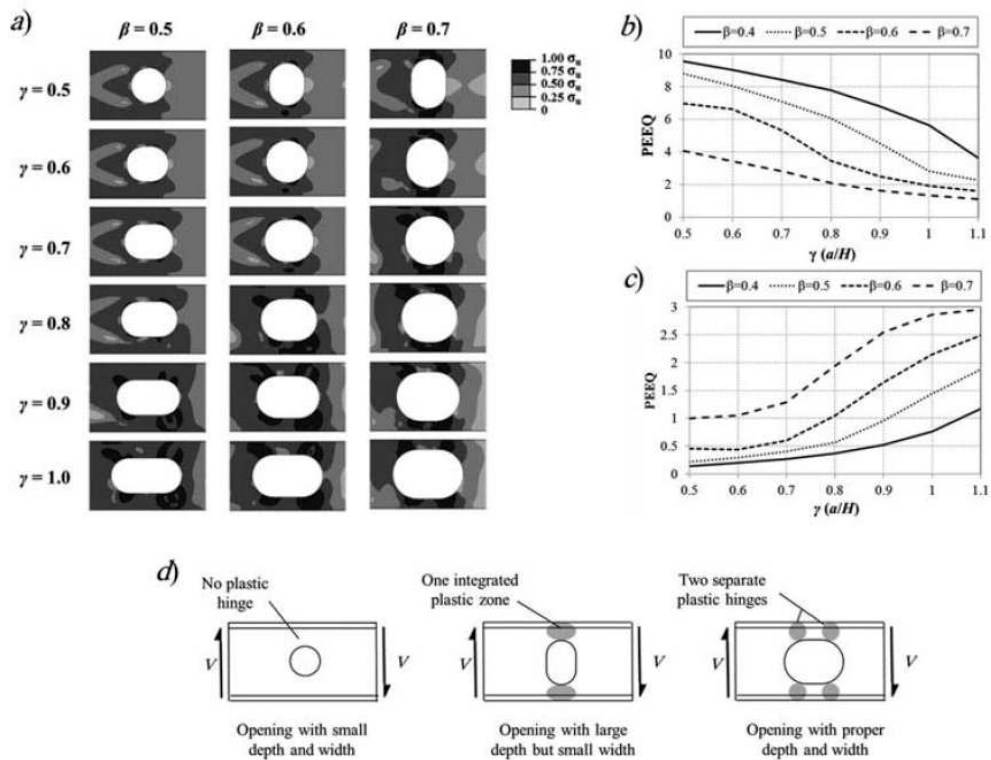 a)
β = 0.5
β = 0.6
β = 0.7
γ = 0.5
γ = 0.6
γ = 0.7
γ = 0.8
γ = 0.9
γ = 1.0
1.00 σu
0.75 σu
0.50 σu
0.25 σu
0
b)
β=0.4
β=0.5
β=0.6
β=0.7
PEEQ
10
8
6
4
2
0
0.5 0.6 0.7 0.8 0.9 1 1.1
γ (a/H)
c)
β=0.4
β=0.5
β=0.6
β=0.7
PEEQ
3
2.5
2
1.5
1
0.5
0
0.5 0.6 0.7 0.8 0.9 1 1.1
γ (a/H)
d)
No plastic
hinge
V
V
Opening with small
depth and width
One integrated
plastic zone
V
V
Opening with large
depth but small width
Two separate
plastic hinges
V
V
Opening with proper
depth and width